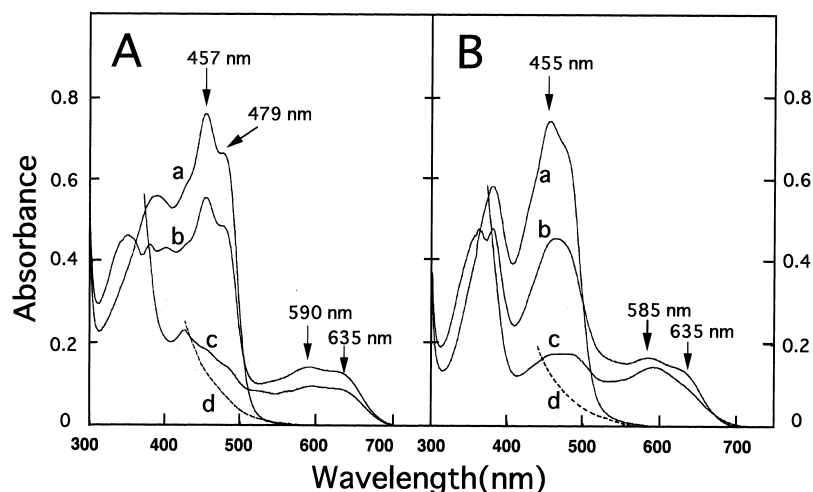 A
B
457 nm
479 nm
455 nm
0.8
0.8
a
a
0.6
0.6
b
b
0.4
0.4
590 nm
635 nm
585 nm
635 nm
0.2
0.2
c
c
d
d
0
0
300
400
500
600
700
300
400
500
600
700
Absorbance
Wavelength(nm)